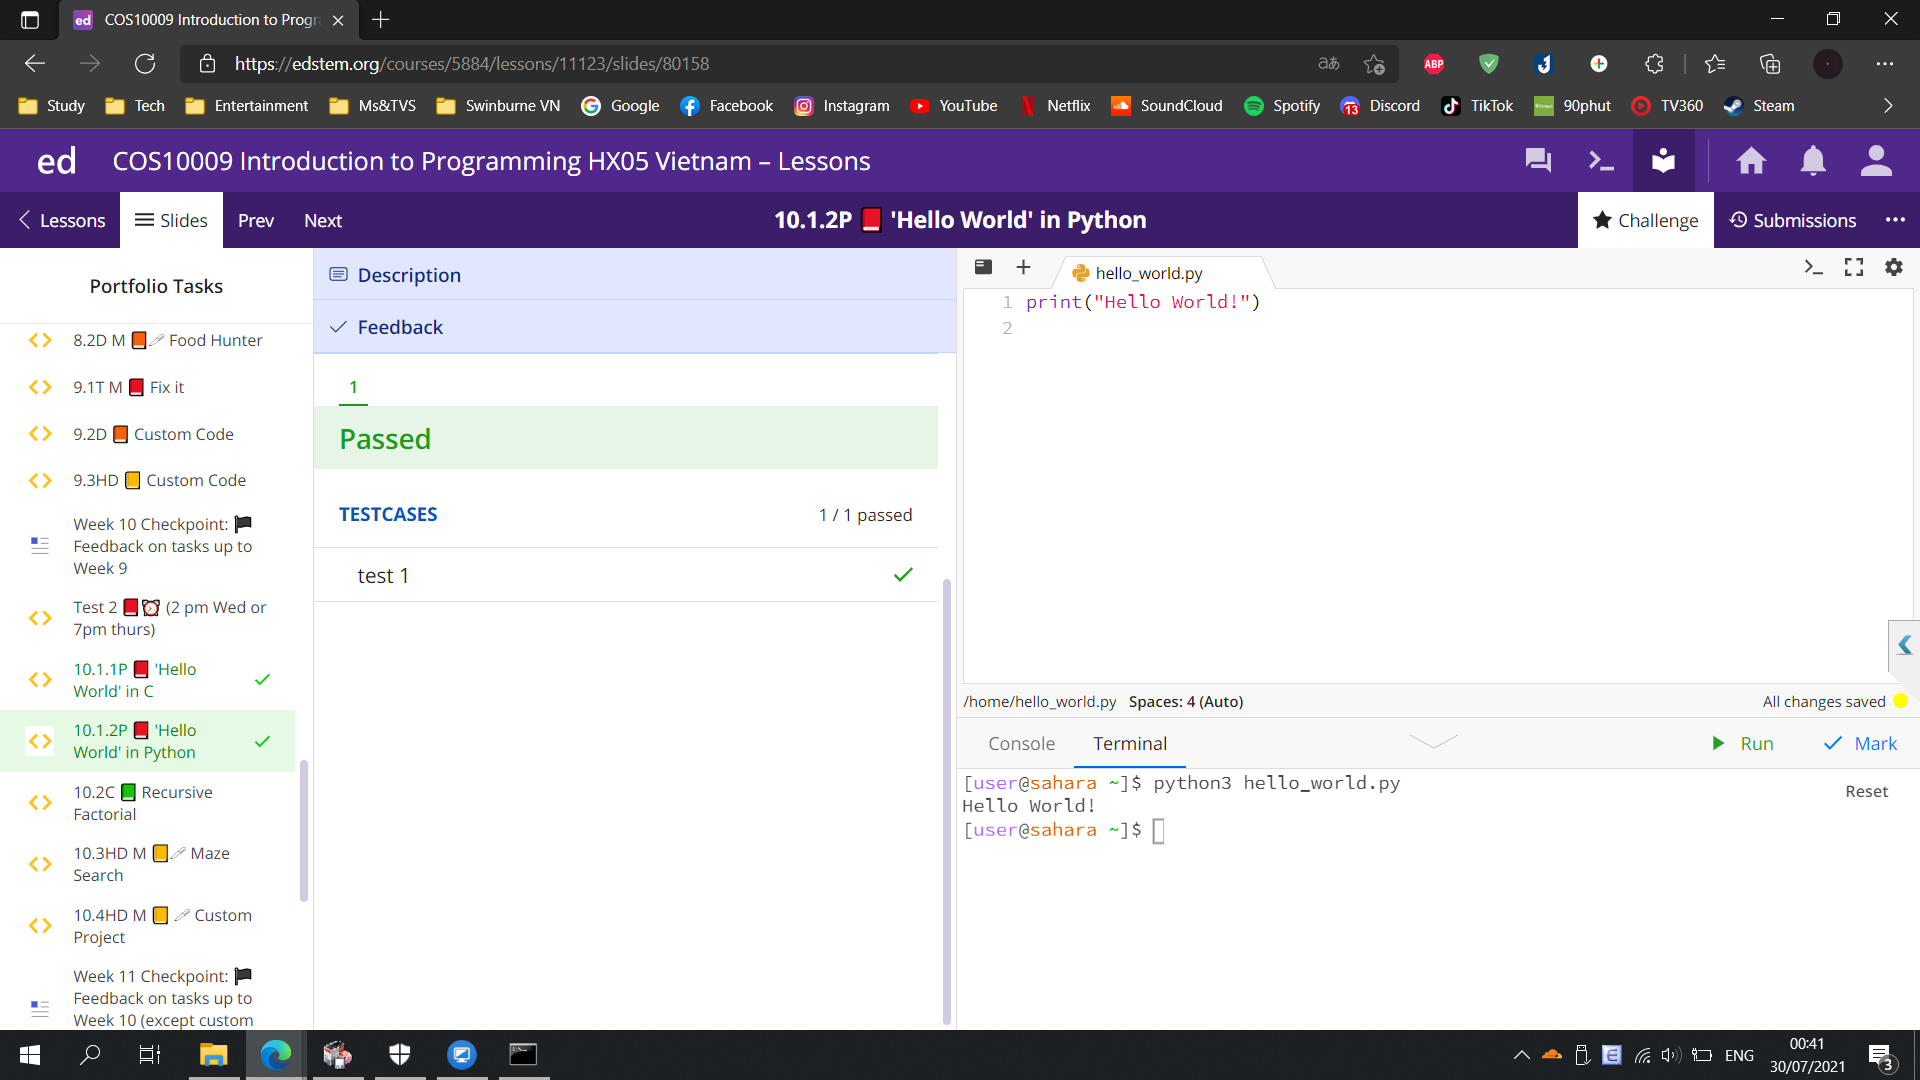 COS10009 Introduction to Progr
https://edstem.org/courses/5884/lessons/11123/slides/80158
Study Tech Entertainment Ms&TVS Swinburne VN Google Facebook Instagram YouTube Netflix SoundCloud Spotify 13 Discord TikTok 90phut TV360 Steam
ed COS10009 Introduction to Programming HX05 Vietnam – Lessons
Lessons Slides Prev Next 10.1.2P 📕 'Hello World' in Python Challenge Submissions
Portfolio Tasks
8.2D M 📙 Food Hunter
9.1T M 📕 Fix it
9.2D 📙 Custom Code
9.3HD 📒 Custom Code
Week 10 Checkpoint: 🏴
Feedback on tasks up to
Week 9
Test 2 📕⏰ (2 pm Wed or
7pm thurs)
10.1.1P 📕 'Hello
World' in C
10.1.2P 📕 'Hello
World' in Python
10.2C 📗 Recursive
Factorial
10.3HD M 📒 Maze
Search
10.4HD M 📒 Custom
Project
Week 11 Checkpoint: 🏴
Feedback on tasks up to
Week 10 (except custom
Description
Feedback
1
Passed
TESTCASES 1 / 1 passed
test 1
hello_world.py
1 print("Hello World!")
2
/home/hello_world.py Spaces: 4 (Auto) All changes saved
Console Terminal Run Mark
[user@sahara ~]$ python3 hello_world.py
Reset
Hello World!
[user@sahara ~]$
ABP
aあ
ENG
00:41
30/07/2021
3